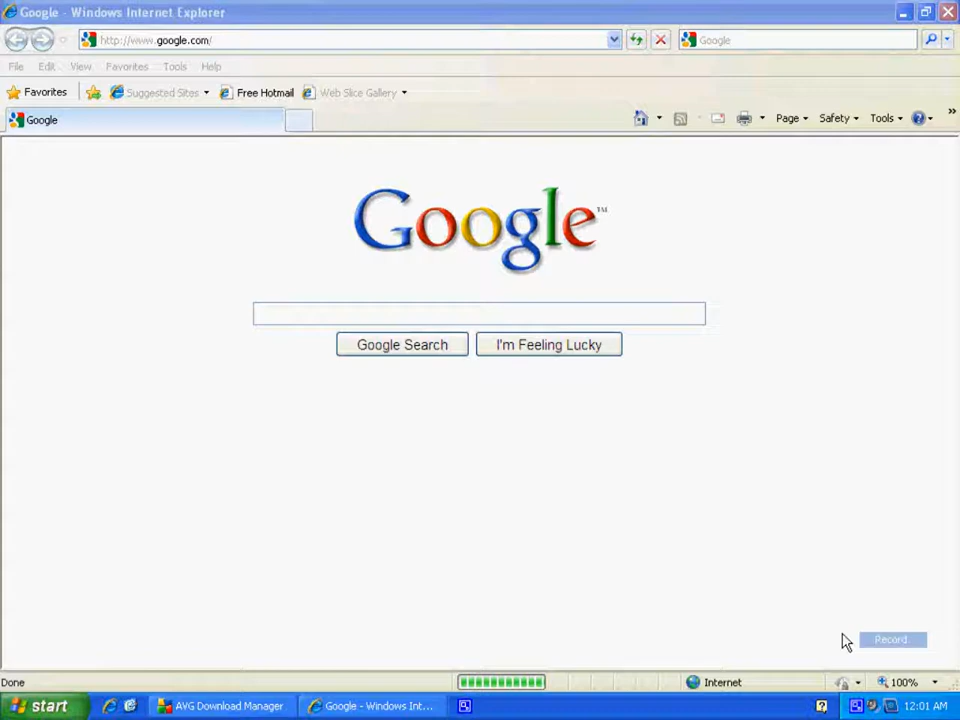 Google - Windows Internet Explorer
http://www.google.com/
Google
File Edit View Favorites Tools Help
Favorites Suggested Sites Free Hotmail Web Slice Gallery
Google
Page Safety Tools
Google™
Google Search I'm Feeling Lucky
Record
Done
Internet
100%
start AVG Download Manager Google - Windows Int... 12:01 AM